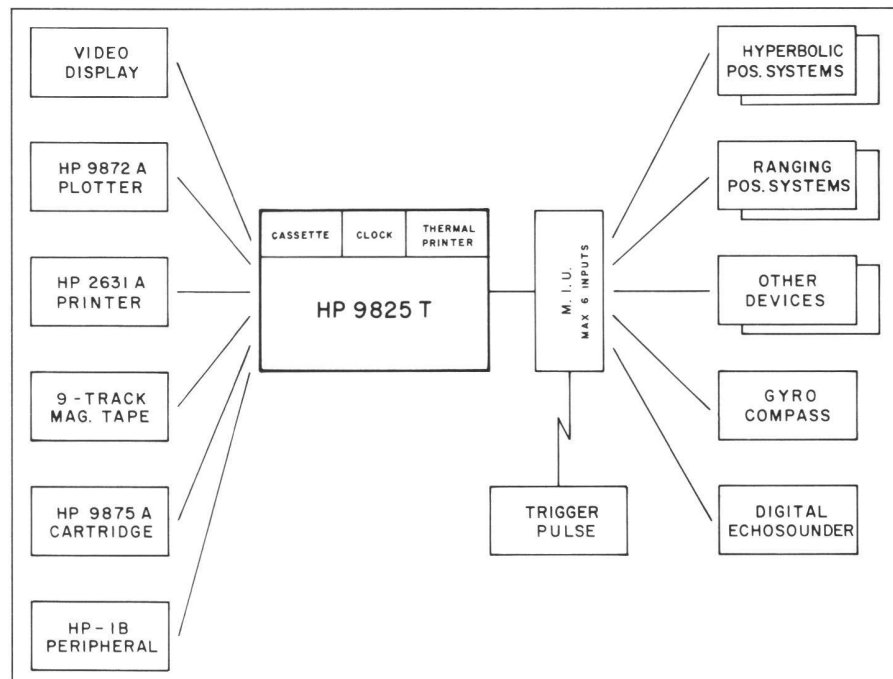 VIDEO
DISPLAY
HP 9872 A
PLOTTER
HP 2631 A
PRINTER
9 - TRACK
MAG. TAPE
HP 9875 A
CARTRIDGE
HP - 1B
PERIPHERAL
CASSETTE
CLOCK
THERMAL
PRINTER
HP 9825 T
M. I. U.
MAX 6 INPUTS
TRIGGER
PULSE
HYPERBOLIC
POS. SYSTEMS
RANGING
POS. SYSTEMS
OTHER
DEVICES
GYRO
COMPASS
DIGITAL
ECHOSOUNDER